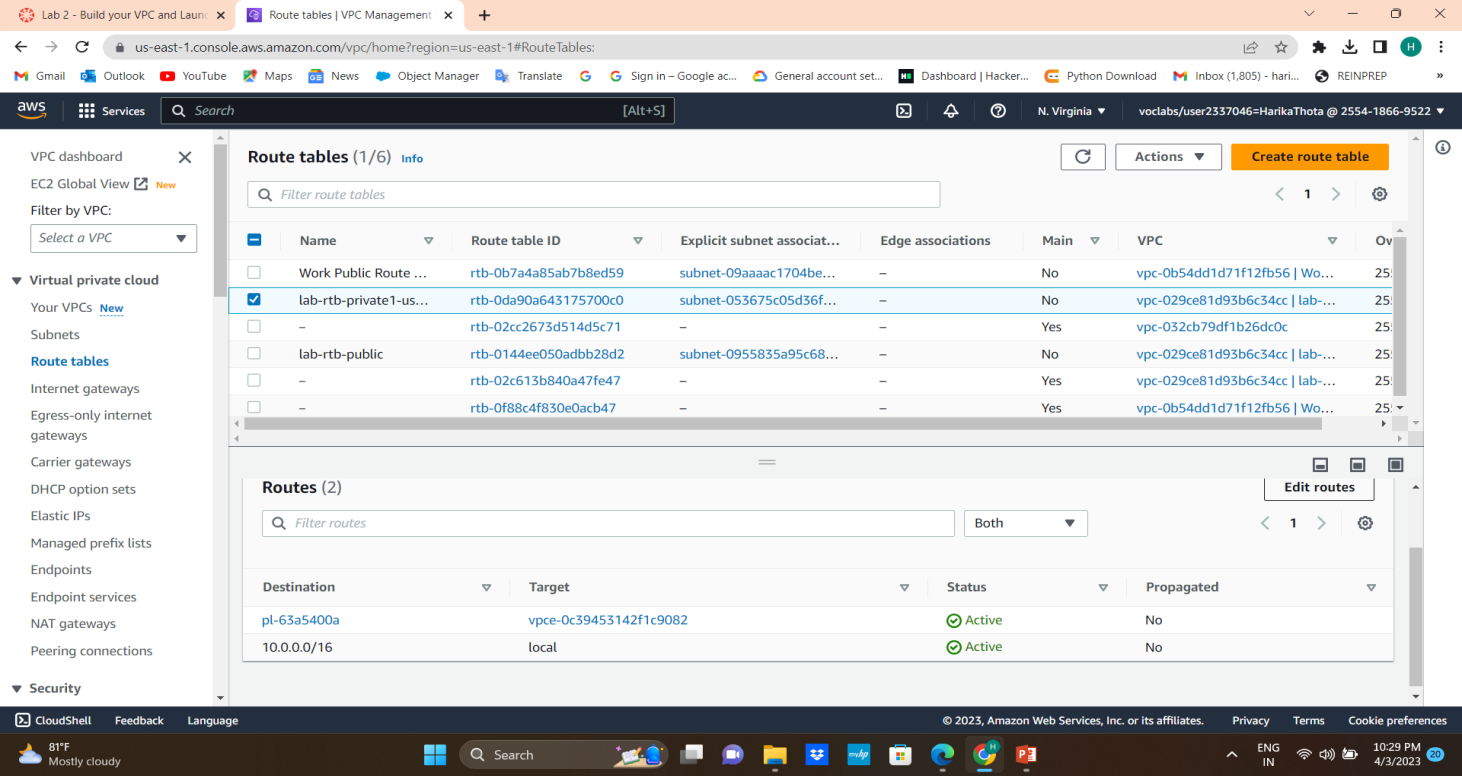 Lab 2 - Build your VPC and Laun
Route tables | VPC Management
us-east-1.console.aws.amazon.com/vpc/home?region=us-east-1#RouteTables:
H
Gmail Outlook YouTube Maps GE News Object Manager Translate Sign in – Google ac... General account set... Dashboard | Hacker... Python Download Inbox (1,805) - hari... REINPREP »
aws Services Search [Alt+S] N. Virginia voclabs/user2337046=HarikaThota @ 2554-1866-9522
VPC dashboard
EC2 Global View New
Filter by VPC:
Select a VPC
Virtual private cloud
Your VPCs New
Subnets
Route tables
Internet gateways
Egress-only internet
gateways
Carrier gateways
DHCP option sets
Elastic IPs
Managed prefix lists
Endpoints
Endpoint services
NAT gateways
Peering connections
Security
Route tables (1/6) Info
Actions Create route table
Filter route tables
1
Name Route table ID Explicit subnet associat... Edge associations Main VPC Ow
Work Public Route ... rtb-0b7a4a85ab7b8ed59 subnet-09aaaac1704be... – No vpc-0b54dd1d71f12fb56 | Wo... 255
lab-rtb-private1-us... rtb-0da90a643175700c0 subnet-053675c05d36f... – No vpc-029ce81d93b6c34cc | lab-... 255
– rtb-02cc2673d514d5c71 – – Yes vpc-032cb79df1b26dc0c 255
lab-rtb-public rtb-0144ee050adbb28d2 subnet-0955835a95c68... – No vpc-029ce81d93b6c34cc | lab-... 255
– rtb-02c613b840a47fe47 – – Yes vpc-029ce81d93b6c34cc | lab-... 255
– rtb-0f88c4f830e0acb47 – – Yes vpc-0b54dd1d71f12fb56 | Wo... 255
Routes (2)
Edit routes
Filter routes Both
1
Destination Target Status Propagated
pl-63a5400a vpce-0c39453142f1c9082 Active No
10.0.0.0/16 local Active No
CloudShell Feedback Language © 2023, Amazon Web Services, Inc. or its affiliates. Privacy Terms Cookie preferences
81°F
Mostly cloudy
Search
ENG
IN
10:29 PM
4/3/2023
20